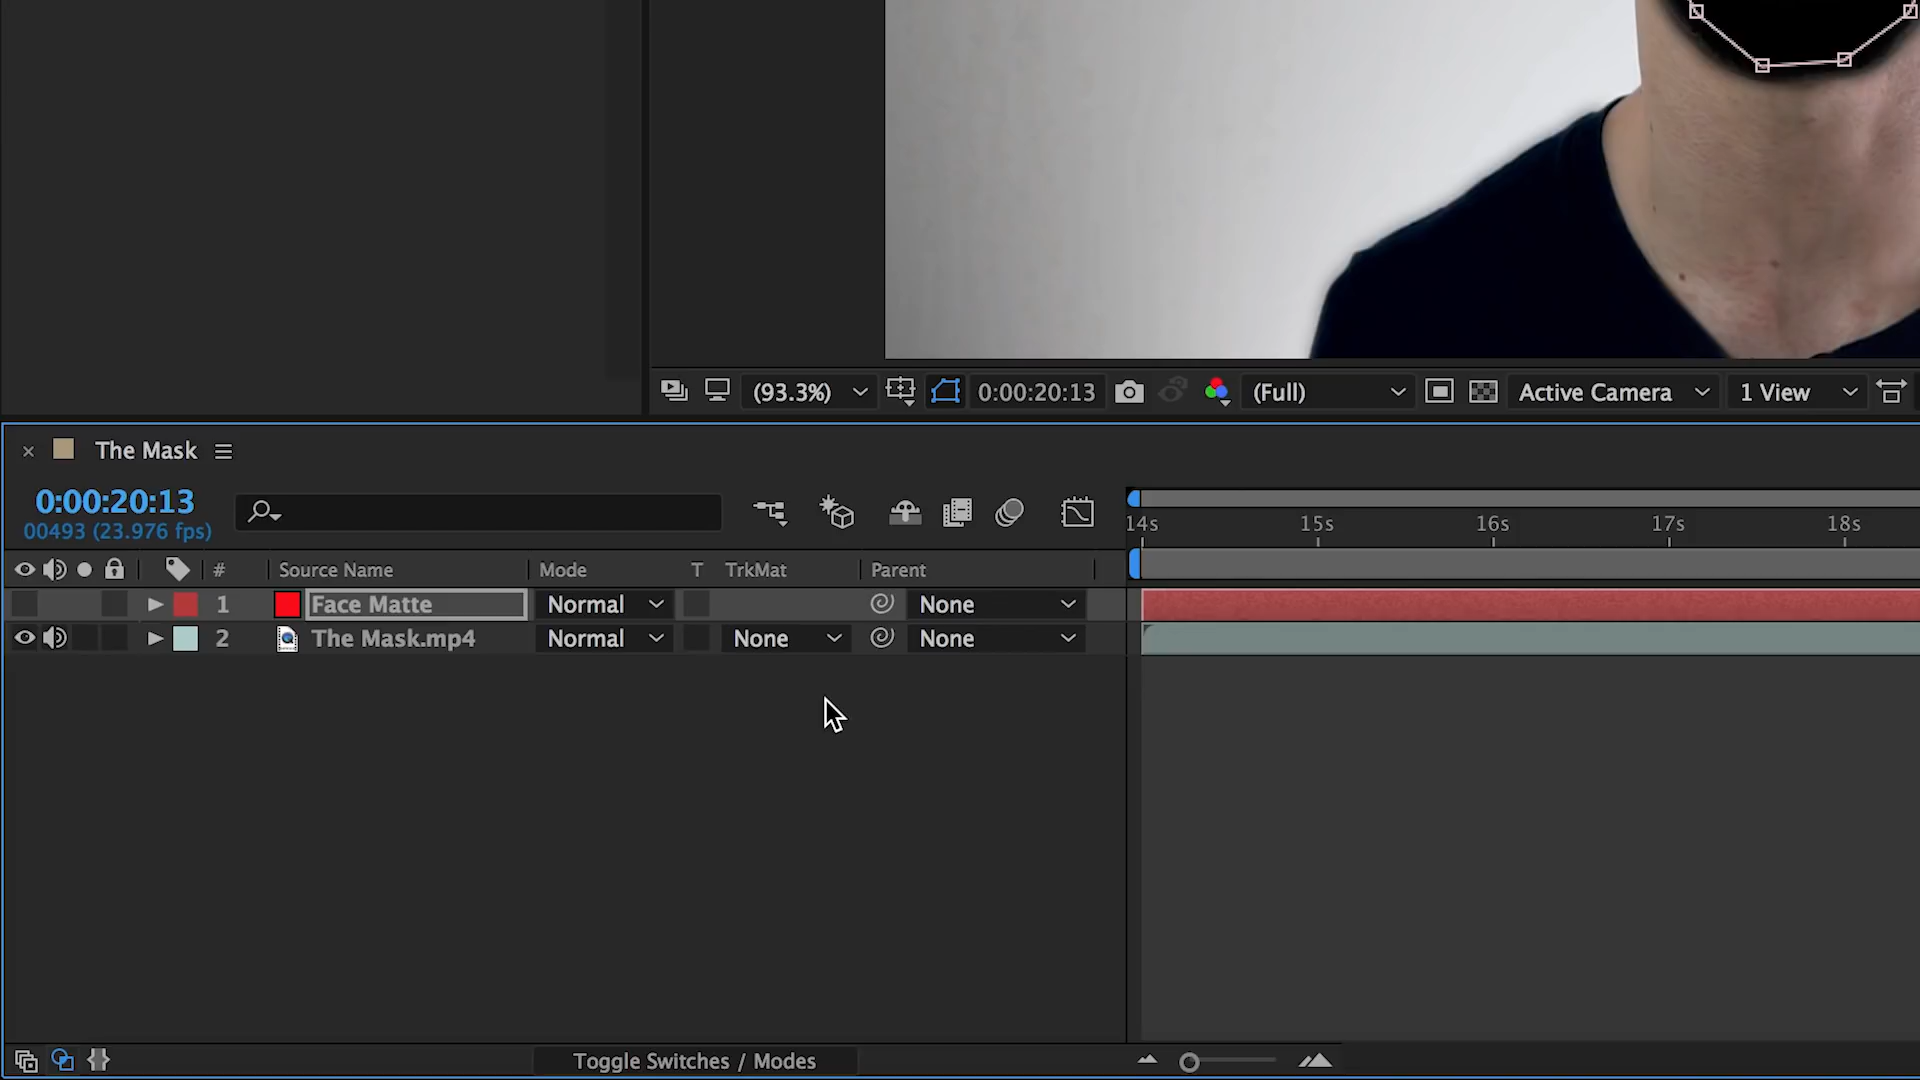 (93.3%) 0:00:20:13 (Full) Active Camera 1 View
× The Mask
0:00:20:13
00493 (23.976 fps)
14s 15s 16s 17s 18s
# Source Name Mode T TrkMat Parent
1 Face Matte Normal None
2 The Mask.mp4 Normal None None
Toggle Switches / Modes